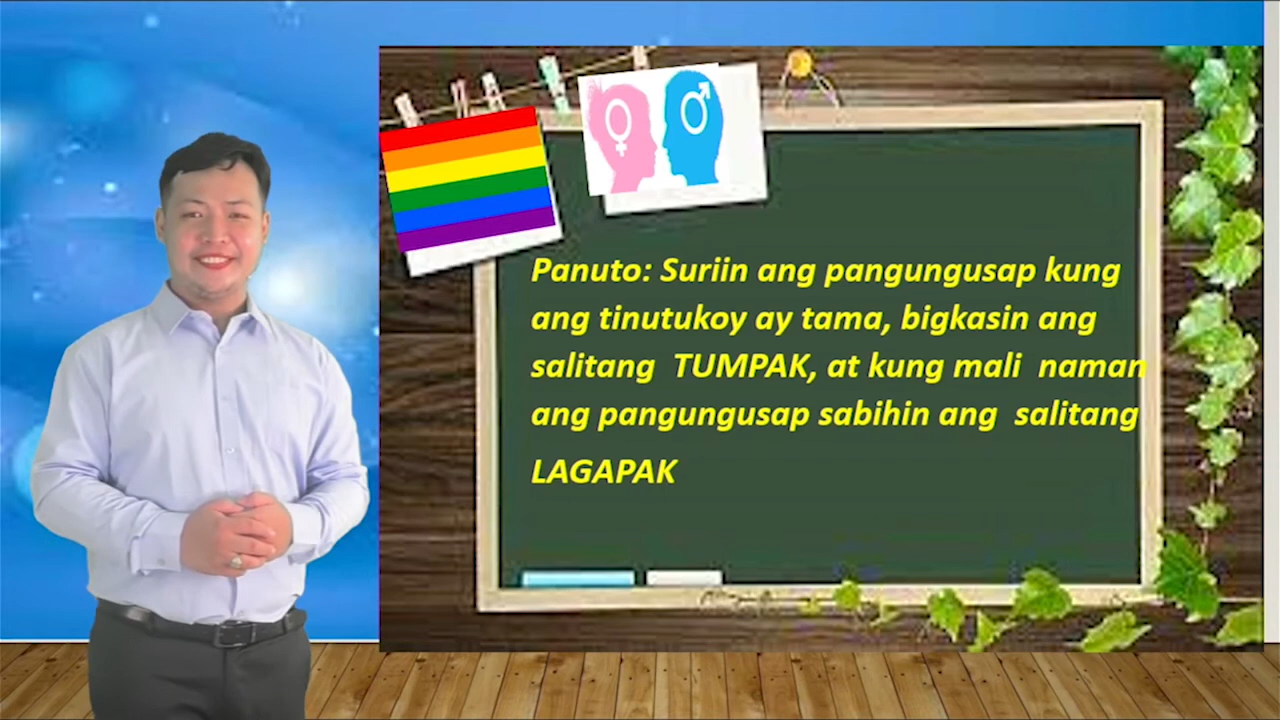 Panuto: Suriin ang pangungusap kung
ang tinutukoy ay tama, bigkasin ang
salitang TUMPAK, at kung mali naman
ang pangungusap sabihin ang salitang
LAGAPAK